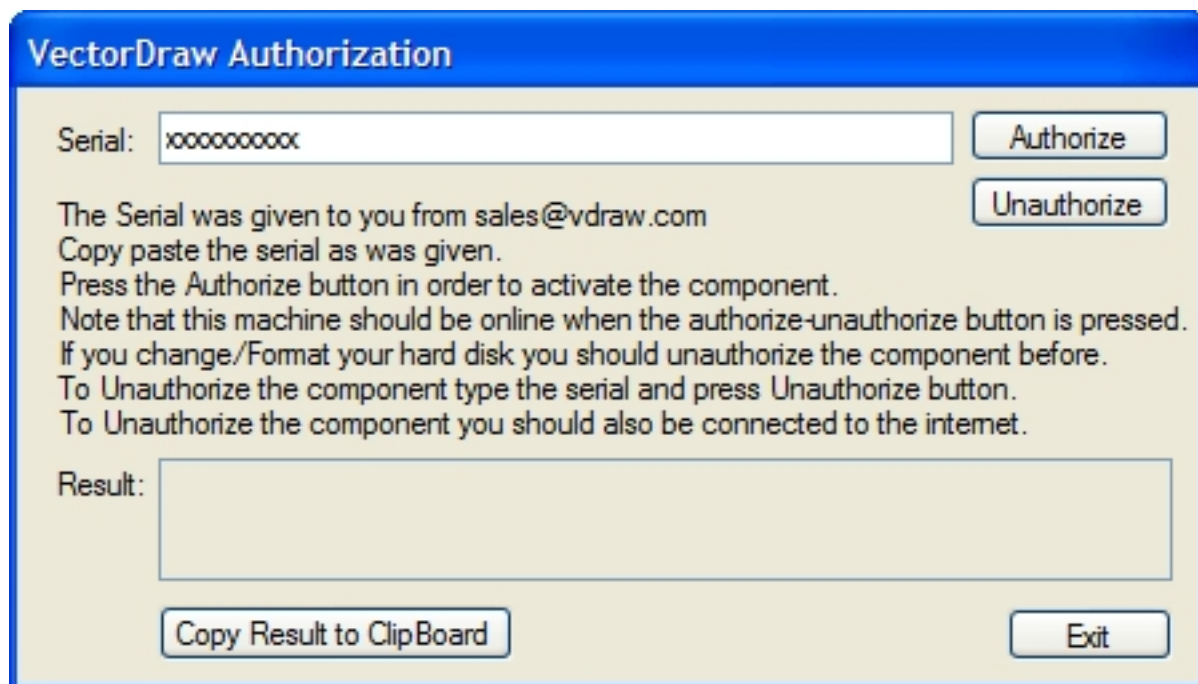 VectorDraw Authorization
Serial: xxxxxxxxxx Authorize
Unauthorize
The Serial was given to you from sales@vdraw.com
Copy paste the serial as was given.
Press the Authorize button in order to activate the component.
Note that this machine should be online when the authorize-unauthorize button is pressed.
If you change/Format your hard disk you should unauthorize the component before.
To Unauthorize the component type the serial and press Unauthorize button.
To Unauthorize the component you should also be connected to the internet.
Result:
Copy Result to ClipBoard Exit